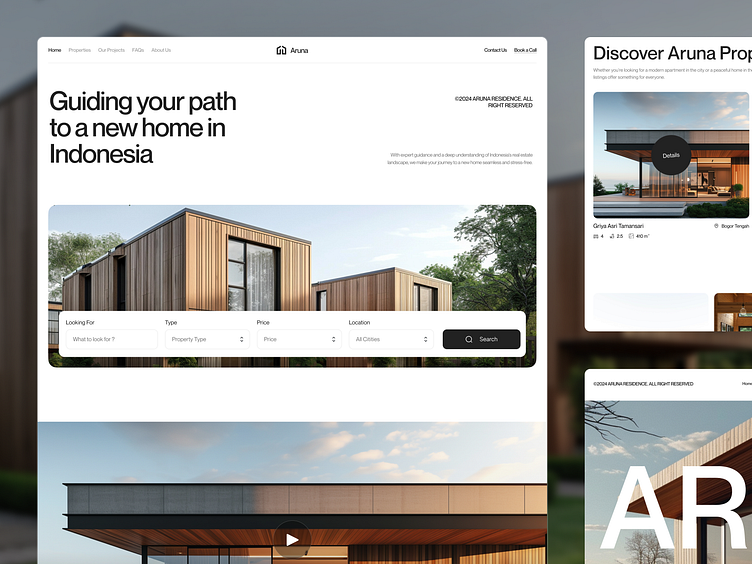 Home Properties Our Projects FAQs About Us
Aruna
Contact Us Book a Call
Guiding your path
to a new home in
Indonesia
©2024 ARUNA RESIDENCE. ALL
RIGHT RESERVED
With expert guidance and a deep understanding of Indonesia's real estate
landscape, we make your journey to a new home seamless and stress-free.
Looking For
Type
Price
Location
What to look for ?
Property Type
Price
All Citities
Search
Discover Aruna Prop
Whether you're looking for a modern apartment in the city or a peaceful home in th
listings offer something for everyone.
Details
Griya Asri Tamansari
Bogor Tengah
4 2.5 410 m²
©2024 ARUNA RESIDENCE. ALL RIGHT RESERVED
Home
AR